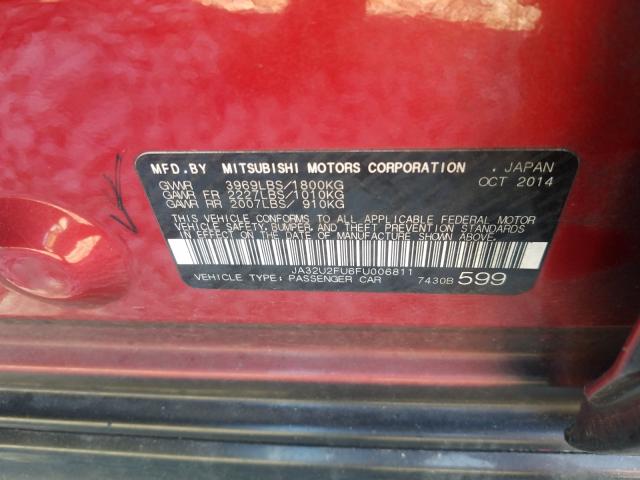 MFD.BY MITSUBISHI MOTORS CORPORATION . JAPAN
GVWR 3969LBS/1800KG OCT 2014
GAWR FR 2227LBS/1010KG
GAWR RR 2007LBS/ 910KG
THIS VEHICLE CONFORMS TO ALL APPLICABLE FEDERAL MOTOR
VEHICLE SAFETY, BUMPER AND THEFT PREVENTION STANDARDS
IN EFFECT ON THE DATE OF MANUFACTURE SHOWN ABOVE.
JA32U2FU6FU006811
VEHICLE TYPE: PASSENGER CAR 7430B 599